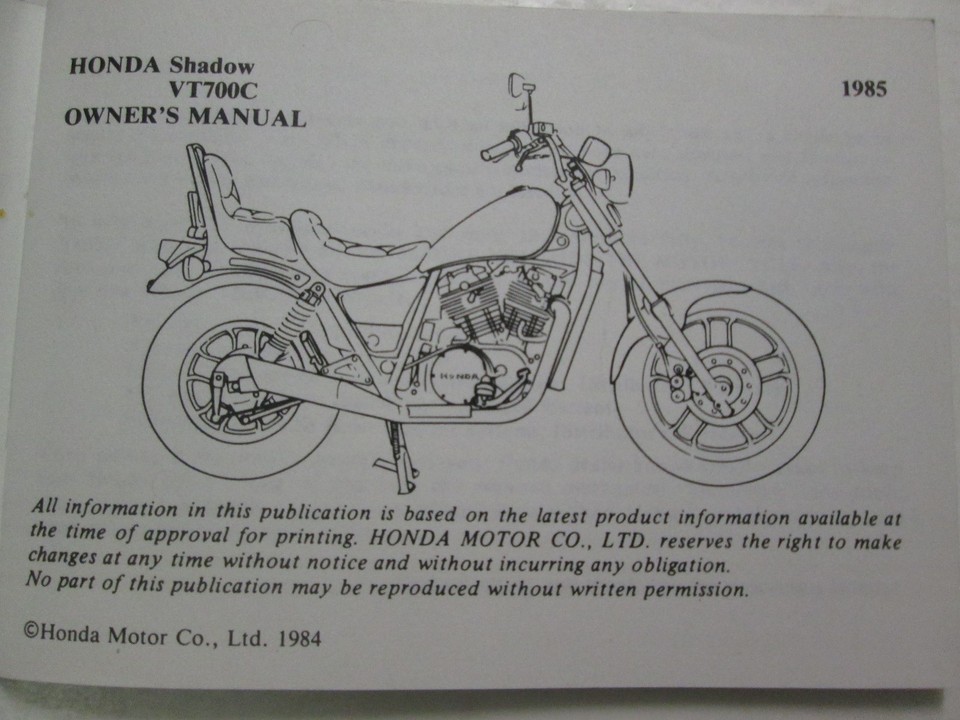 HONDA Shadow
VT700C
OWNER'S MANUAL
1985
HONDA
All information in this publication is based on the latest product information available at
the time of approval for printing. HONDA MOTOR CO., LTD. reserves the right to make
changes at any time without notice and without incurring any obligation.
No part of this publication may be reproduced without written permission.
©Honda Motor Co., Ltd. 1984